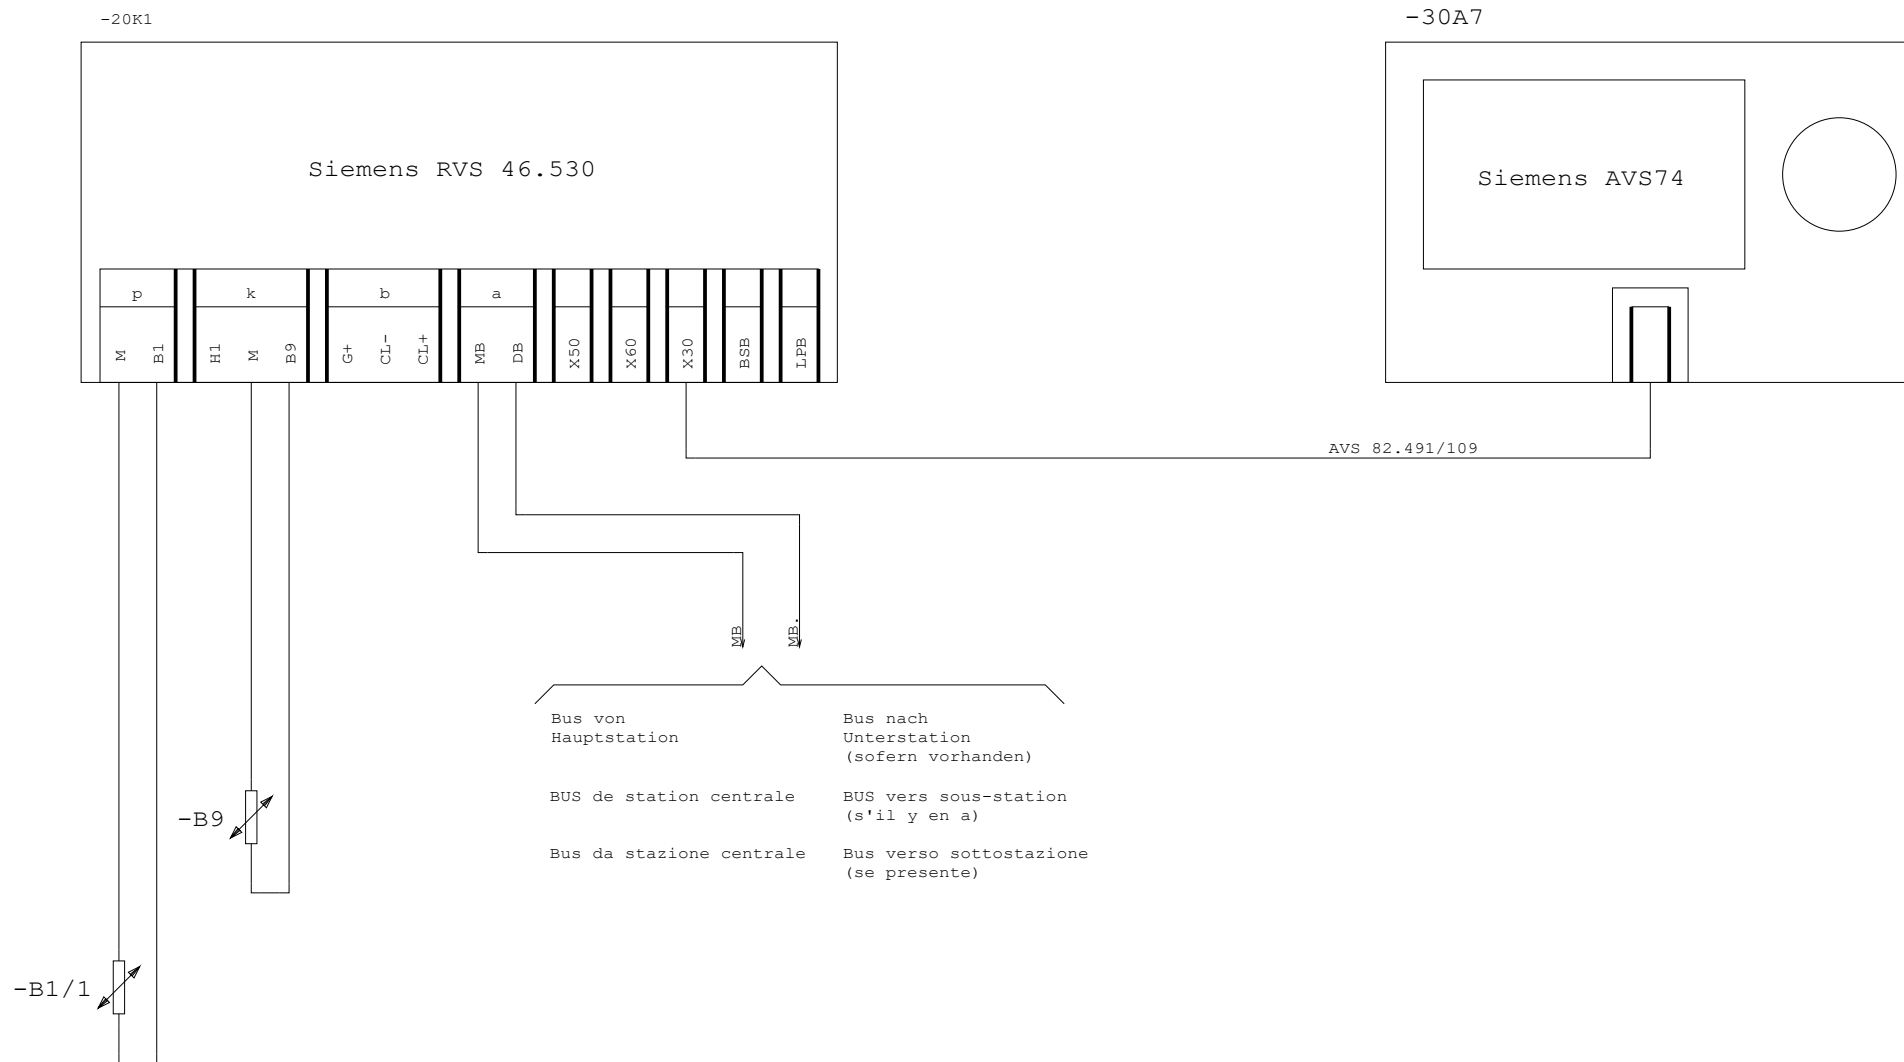 -20K1
-30A7
Siemens RVS 46.530
Siemens AVS74
p
k
b
a
M
B1
H1
M
B9
G+
CL-
CL+
MB
DB
X50
X60
X30
BSB
LPB
AVS 82.491/109
MB
MB.
Bus von
Hauptstation
Bus nach
Unterstation
(sofern vorhanden)
BUS de station centrale
BUS vers sous-station
(s'il y en a)
Bus da stazione centrale
Bus verso sottostazione
(se presente)
-B9
-B1/1